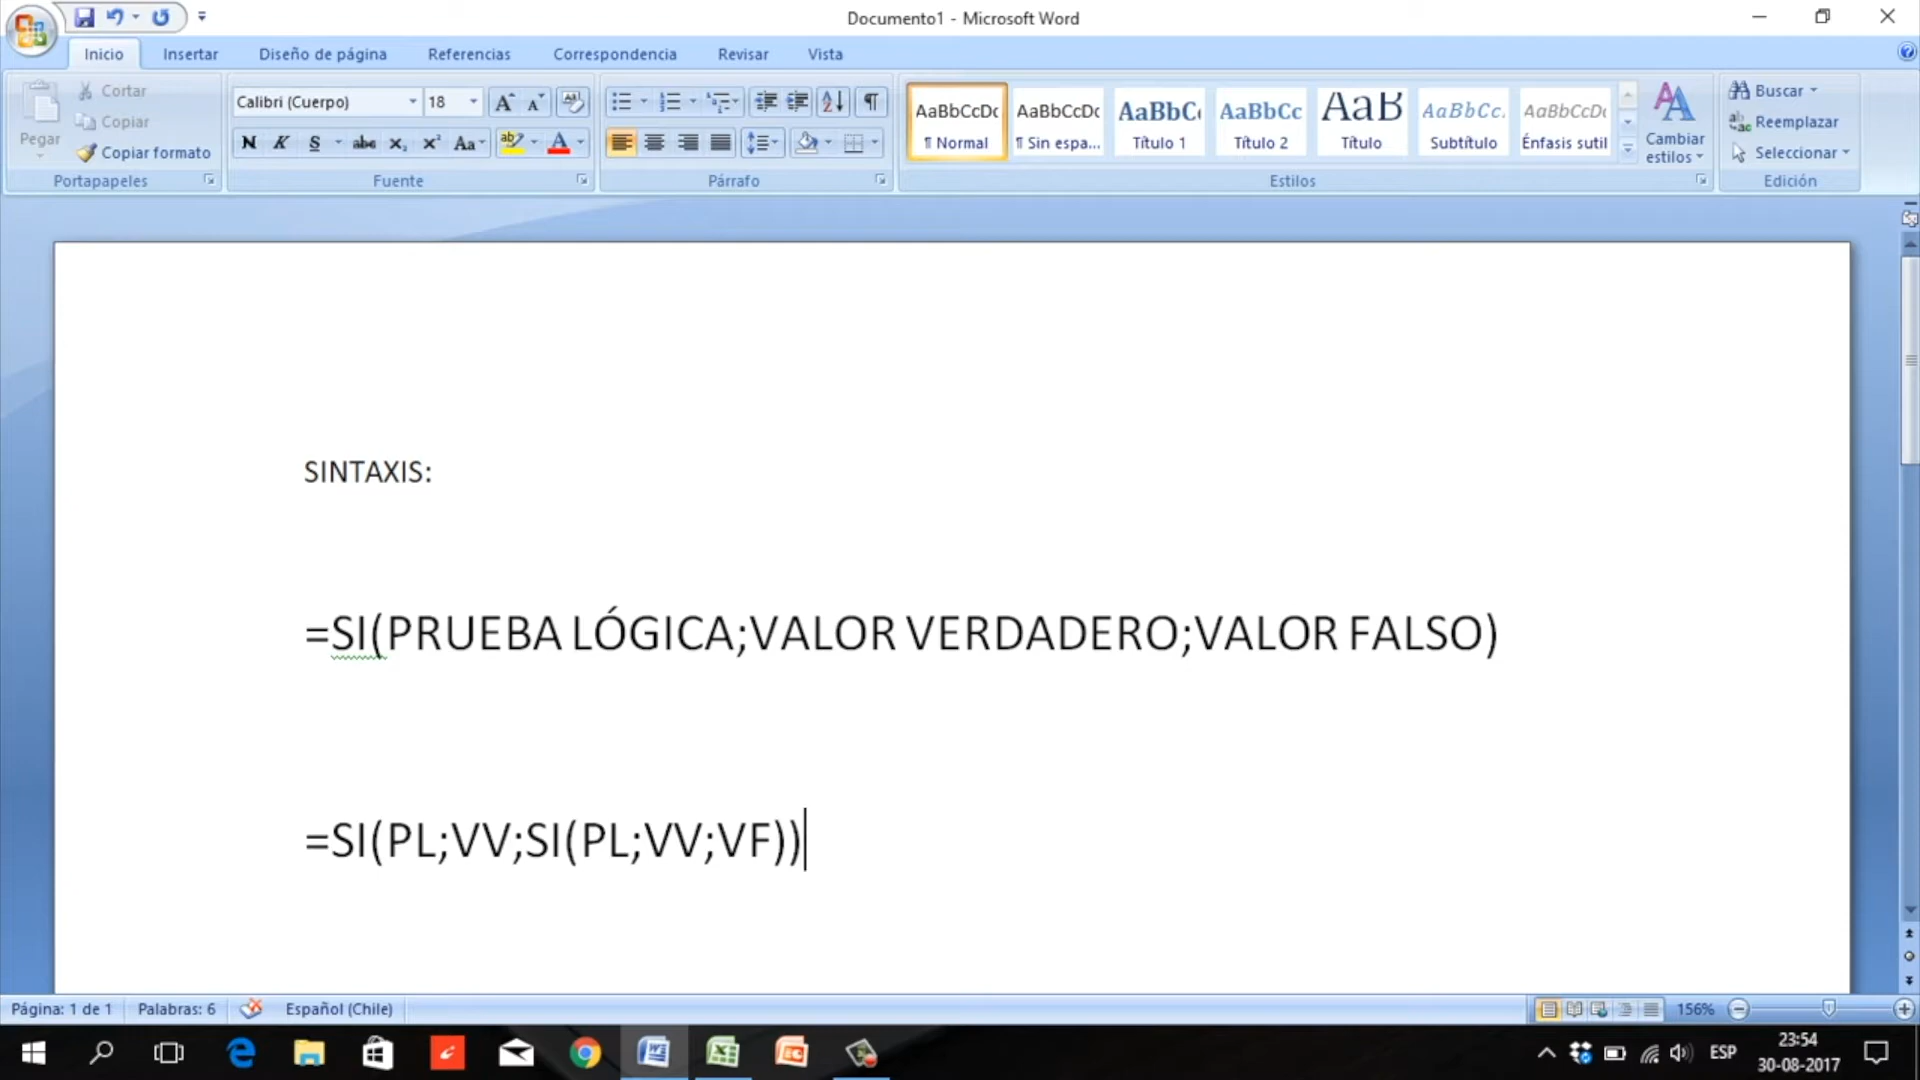 Documento1 - Microsoft Word
Inicio Insertar Diseño de página Referencias Correspondencia Revisar Vista
Pegar
Cortar
Copiar
Copiar formato
Portapapeles
Calibri (Cuerpo) 18
N K S abc x₂ x² Aa
Fuente
Párrafo
AaBbCcDc AaBbCcDc AaBbC AaBbCc AaB AaBbCc. AaBbCcDc
¶ Normal ¶ Sin espa... Título 1 Título 2 Título Subtítulo Énfasis sutil
Cambiar
estilos
Estilos
Buscar
Reemplazar
Seleccionar
Edición
SINTAXIS:
=SI(PRUEBA LÓGICA;VALOR VERDADERO;VALOR FALSO)
=SI(PL;VV;SI(PL;VV;VF))
Página: 1 de 1 Palabras: 6 Español (Chile) 156%
ESP
23:54
30-08-2017